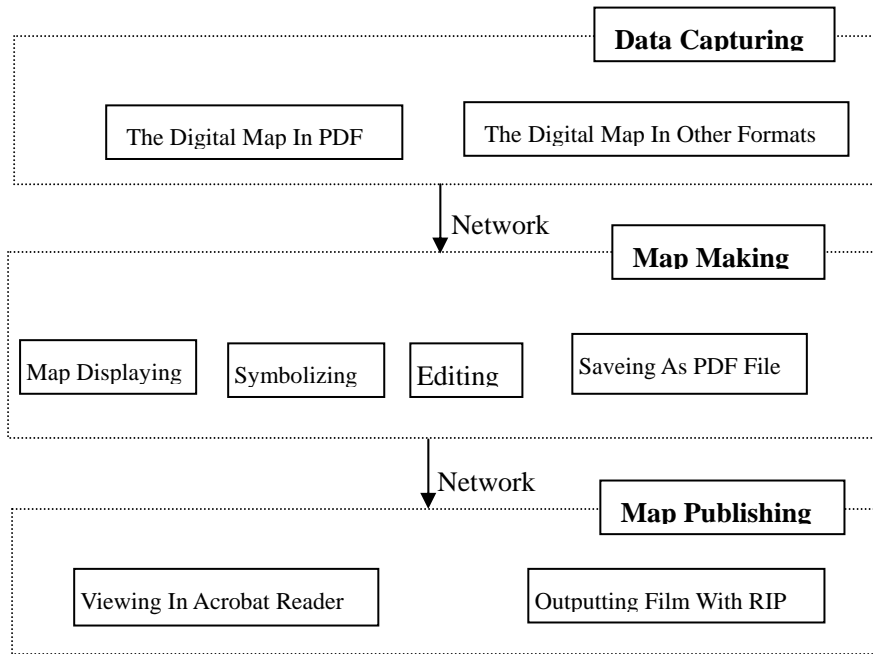 Data Capturing
The Digital Map In PDF
The Digital Map In Other Formats
Network
Map Making
Map Displaying
Symbolizing
Editing
Saveing As PDF File
Network
Map Publishing
Viewing In Acrobat Reader
Outputting Film With RIP